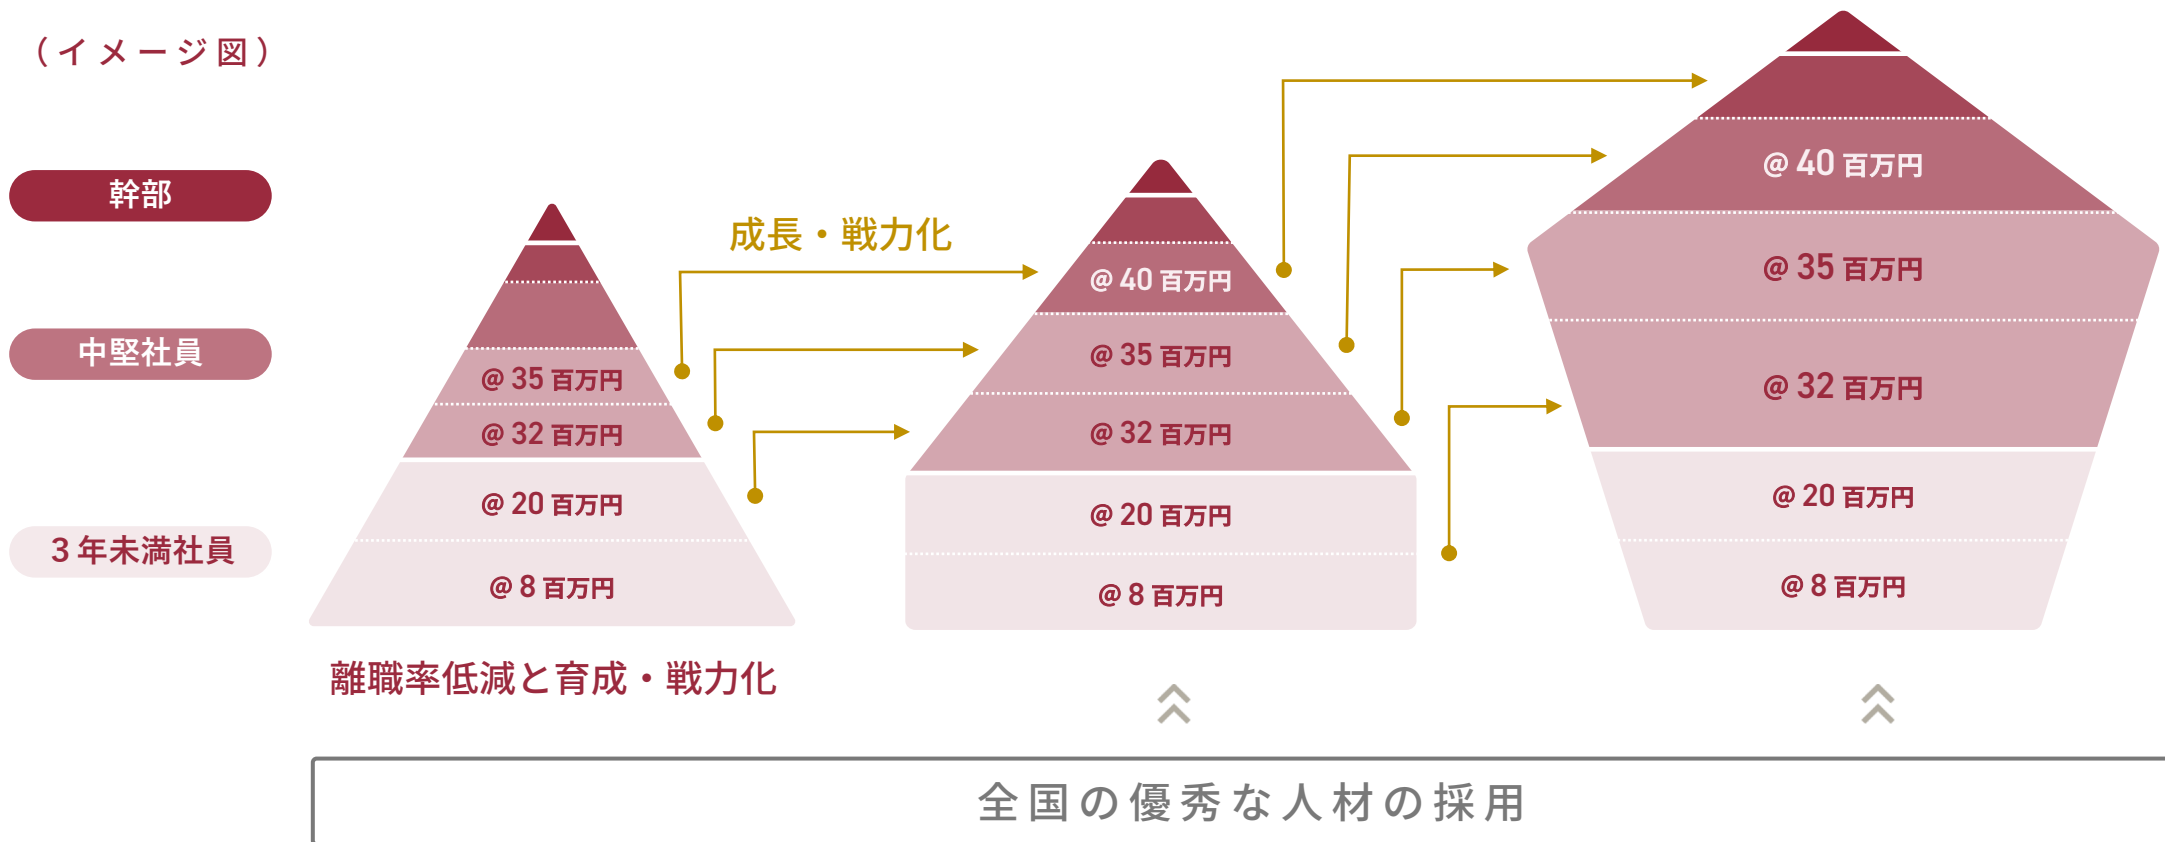 （イメージ図）
幹部
中堅社員
３年未満社員
成長・戦力化
@ 35 百万円
@ 32 百万円
@ 20 百万円
@ 8 百万円
@ 40 百万円
@ 35 百万円
@ 32 百万円
@ 20 百万円
@ 8 百万円
@ 40 百万円
@ 35 百万円
@ 32 百万円
@ 20 百万円
@ 8 百万円
離職率低減と育成・戦力化
全国の優秀な人材の採用